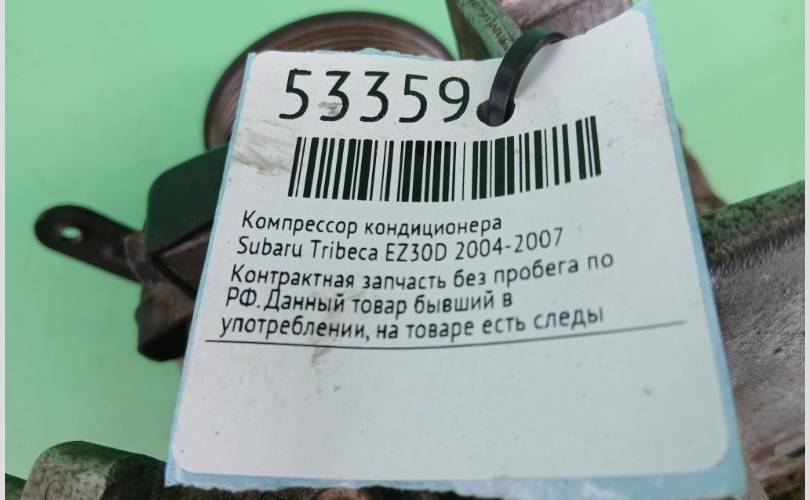 53359
Компрессор кондиционера
Subaru Tribeca EZ30D 2004-2007
Контрактная запчасть без пробега по
РФ. Данный товар бывший в
употреблении, на товаре есть следы